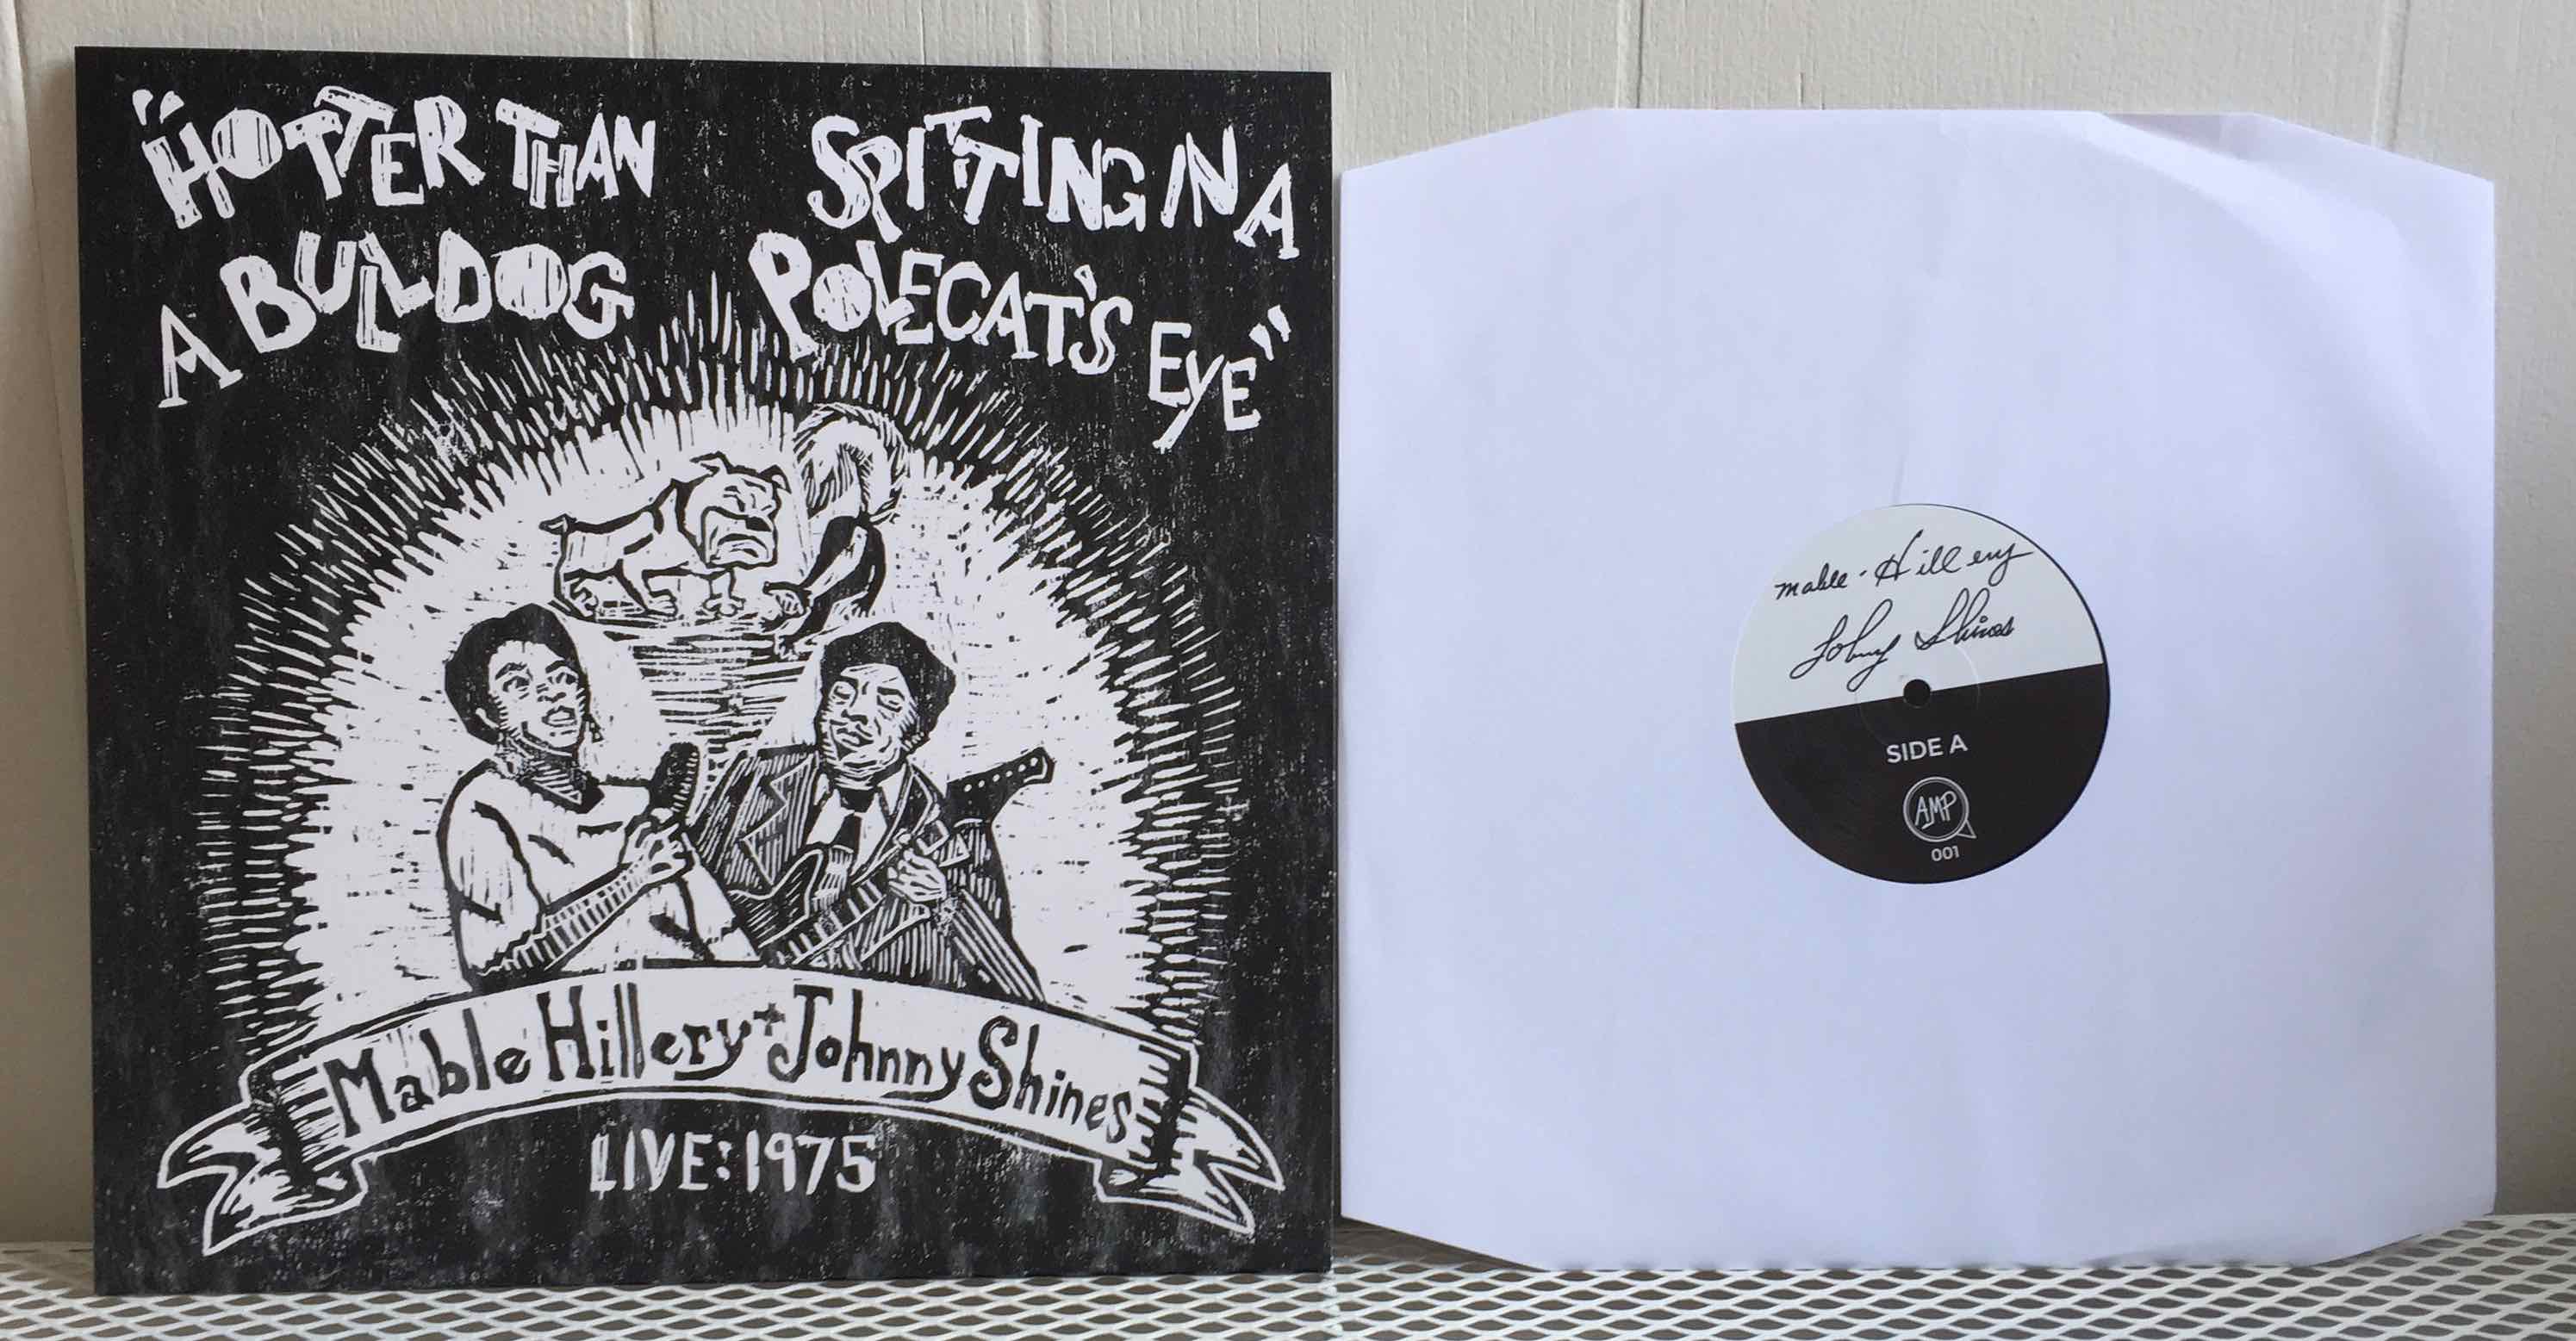 "HOTTER THAN
A BULLDOG
SPITTING IN A
POLECAT'S
EYE"
Mable Hillery + Johnny Shines
LIVE: 1975
mable - Hillery
Johny Shines
SIDE A
AMP
001